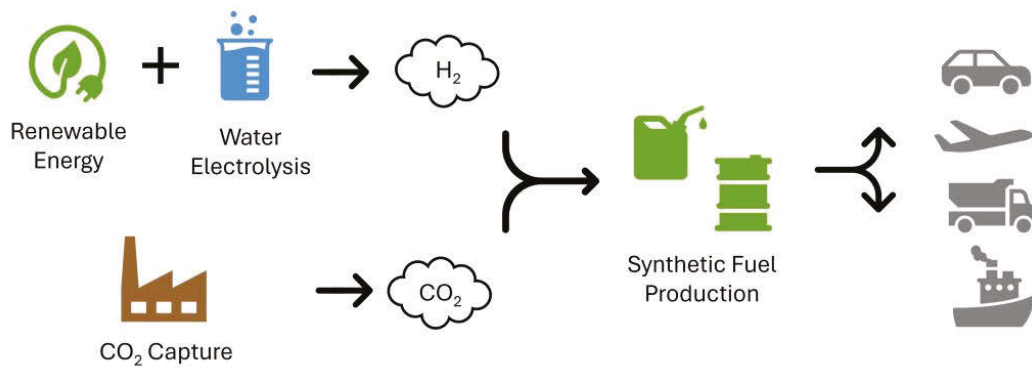 H₂
Renewable
Energy
Water
Electrolysis
CO₂
CO₂ Capture
Synthetic Fuel
Production